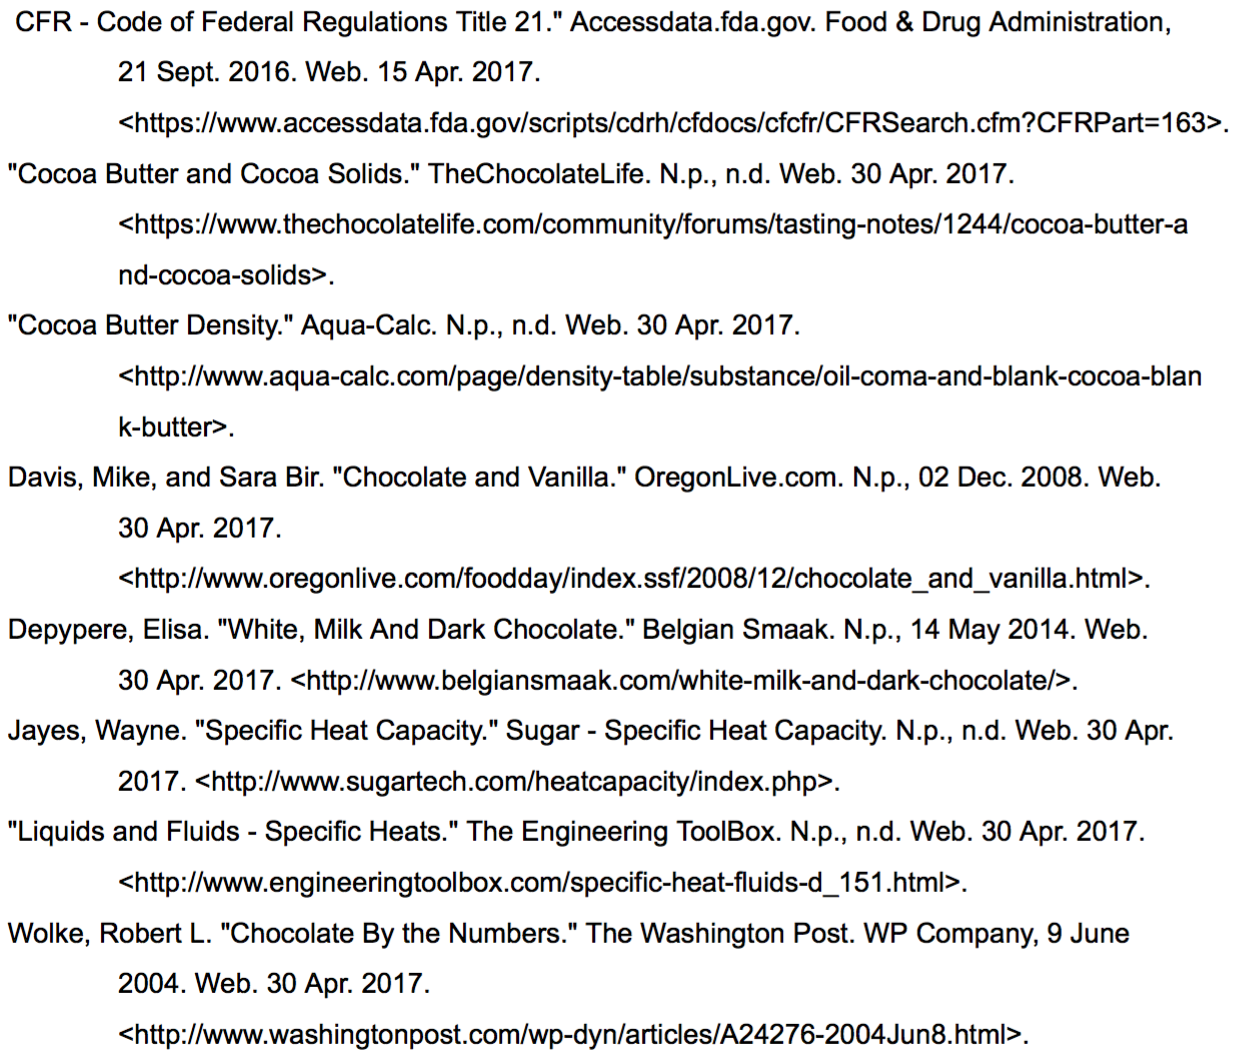 CFR - Code of Federal Regulations Title 21." Accessdata.fda.gov. Food & Drug Administration,
21 Sept. 2016. Web. 15 Apr. 2017.
<https://www.accessdata.fda.gov/scripts/cdrh/cfdocs/cfcfr/CFRSearch.cfm?CFRPart=163>.
"Cocoa Butter and Cocoa Solids." TheChocolateLife. N.p., n.d. Web. 30 Apr. 2017.
<https://www.thechocolatelife.com/community/forums/tasting-notes/1244/cocoa-butter-a
nd-cocoa-solids>.
"Cocoa Butter Density." Aqua-Calc. N.p., n.d. Web. 30 Apr. 2017.
<http://www.aqua-calc.com/page/density-table/substance/oil-coma-and-blank-cocoa-blan
k-butter>.
Davis, Mike, and Sara Bir. "Chocolate and Vanilla." OregonLive.com. N.p., 02 Dec. 2008. Web.
30 Apr. 2017.
<http://www.oregonlive.com/foodday/index.ssf/2008/12/chocolate_and_vanilla.html>.
Depypere, Elisa. "White, Milk And Dark Chocolate." Belgian Smaak. N.p., 14 May 2014. Web.
30 Apr. 2017. <http://www.belgiansmaak.com/white-milk-and-dark-chocolate/>.
Jayes, Wayne. "Specific Heat Capacity." Sugar - Specific Heat Capacity. N.p., n.d. Web. 30 Apr.
2017. <http://www.sugartech.com/heatcapacity/index.php>.
"Liquids and Fluids - Specific Heats." The Engineering ToolBox. N.p., n.d. Web. 30 Apr. 2017.
<http://www.engineeringtoolbox.com/specific-heat-fluids-d_151.html>.
Wolke, Robert L. "Chocolate By the Numbers." The Washington Post. WP Company, 9 June
2004. Web. 30 Apr. 2017.
<http://www.washingtonpost.com/wp-dyn/articles/A24276-2004Jun8.html>.